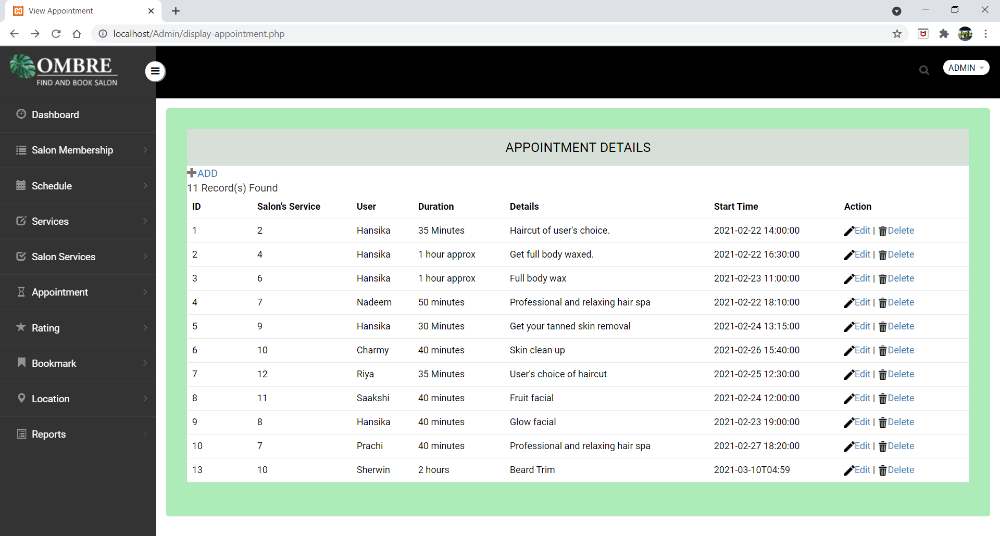 View Appointment
localhost/Admin/display-appointment.php
OMBRE
FIND AND BOOK SALON
ADMIN
Dashboard
Salon Membership
Schedule
Services
Salon Services
Appointment
Rating
Bookmark
Location
Reports
APPOINTMENT DETAILS
ADD
11 Record(s) Found
ID Salon's Service User Duration Details Start Time Action
1 2 Hansika 35 Minutes Haircut of user's choice. 2021-02-22 14:00:00 Edit | Delete
2 4 Hansika 1 hour approx Get full body waxed. 2021-02-22 16:30:00 Edit | Delete
3 6 Hansika 1 hour approx Full body wax 2021-02-23 11:00:00 Edit | Delete
4 7 Nadeem 50 minutes Professional and relaxing hair spa 2021-02-22 18:10:00 Edit | Delete
5 9 Hansika 30 Minutes Get your tanned skin removal 2021-02-24 13:15:00 Edit | Delete
6 10 Charmy 40 minutes Skin clean up 2021-02-26 15:40:00 Edit | Delete
7 12 Riya 35 Minutes User's choice of haircut 2021-02-25 12:30:00 Edit | Delete
8 11 Saakshi 40 minutes Fruit facial 2021-02-24 12:00:00 Edit | Delete
9 8 Hansika 40 minutes Glow facial 2021-02-23 19:00:00 Edit | Delete
10 7 Prachi 40 minutes Professional and relaxing hair spa 2021-02-27 18:20:00 Edit | Delete
13 10 Sherwin 2 hours Beard Trim 2021-03-10T04:59 Edit | Delete